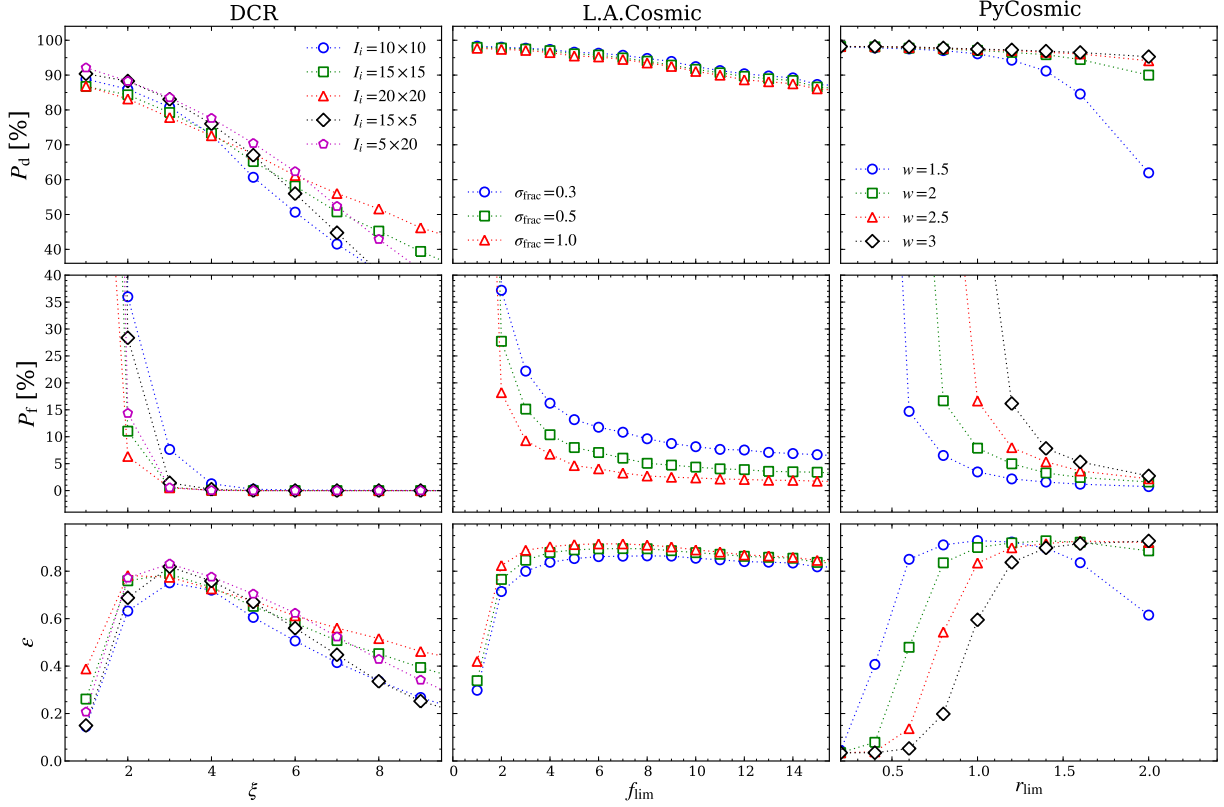 DCR
L.A.Cosmic
PyCosmic
P_d [%]
100
90
80
70
60
50
40
I_i=10×10
I_i=15×15
I_i=20×20
I_i=15×5
I_i=5×20
σ_frac=0.3
σ_frac=0.5
σ_frac=1.0
w=1.5
w=2
w=2.5
w=3
P_f [%]
40
35
30
25
20
15
10
5
0
ε
0.8
0.6
0.4
0.2
0.0
2 4 6 8
0 2 4 6 8 10 12 14
0.5 1.0 1.5 2.0
ξ
f_lim
r_lim